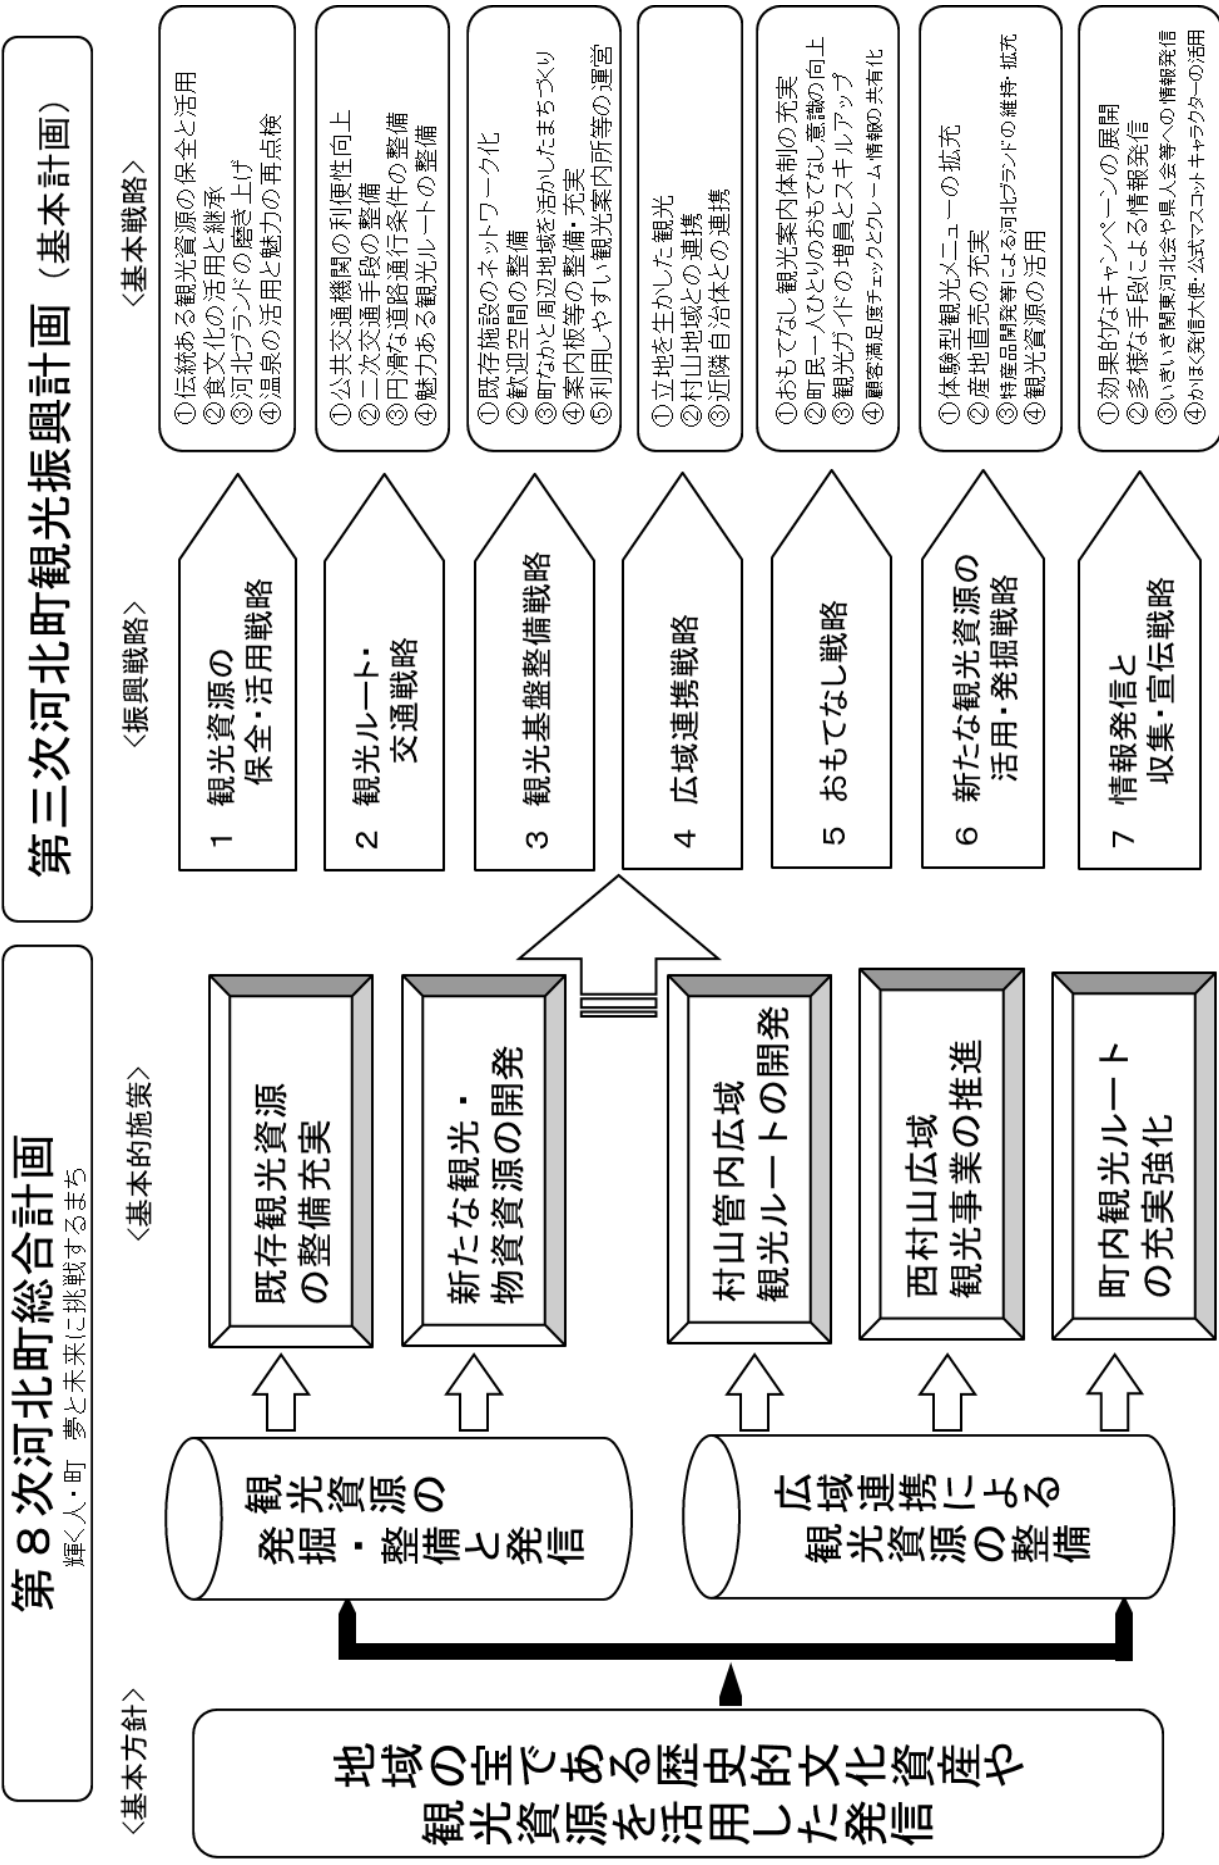 第８次河北町総合計画
輝く人・町　夢と未来に挑戦するまち
第三次河北町観光振興計画（基本計画）
＜基本方針＞
地域の宝である歴史的文化資産や
観光資源を活用した発信
観光資源の
発掘・整備と発信
広域連携による
観光資源の整備
＜基本的施策＞
既存観光資源
の整備充実
新たな観光・
物資資源の開発
村山管内広域
観光ルートの開発
西村山広域
観光事業の推進
町内観光ルート
の充実強化
＜振興戦略＞
1 観光資源の
保全・活用戦略
2 観光ルート・
交通戦略
3 観光基盤整備戦略
4 広域連携戦略
5 おもてなし戦略
6 新たな観光資源の
活用・発掘戦略
7 情報発信と
収集・宣伝戦略
＜基本戦略＞
①伝統ある観光資源の保全と活用
②食文化の活用と継承
③河北ブランドの磨き上げ
④温泉の活用と魅力の再点検
①公共交通機関の利便性向上
②二次交通手段の整備
③円滑な道路通行条件の整備
④魅力ある観光ルートの整備
①既存施設のネットワーク化
②歓迎空間の整備
③町なかと周辺地域を活かしたまちづくり
④案内板等の整備・充実
⑤利用しやすい観光案内所等の運営
①立地を生かした観光
②村山地域との連携
③近隣自治体との連携
①おもてなし観光案内体制の充実
②町民一人ひとりのおもてなし意識の向上
③観光ガイドの増員とスキルアップ
④顧客満足度チェックとクレーム情報の共有化
①体験型観光メニューの拡充
②産地直売の充実
③特産品開発等による河北ブランドの維持・拡充
④観光資源の活用
①効果的なキャンペーンの展開
②多様な手段による情報発信
③いきいき関東河北会や県人会等への情報発信
④かほく発信大使・公式マスコットキャラクターの活用